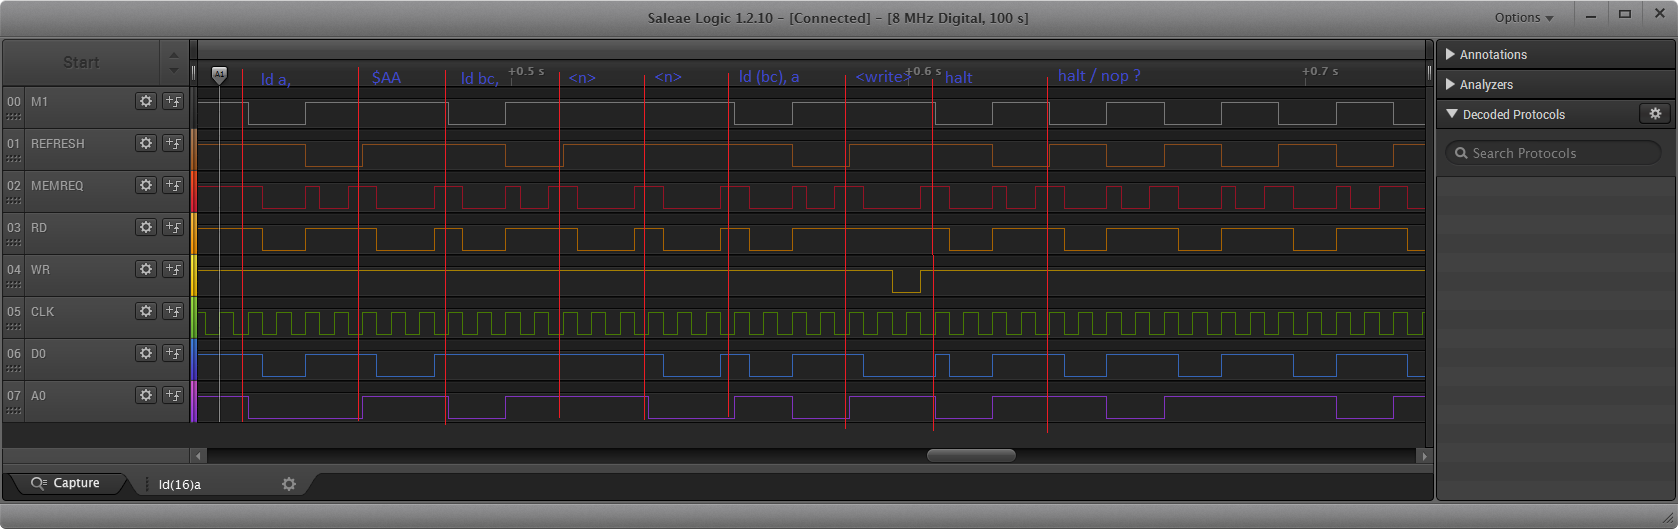 Saleae Logic 1.2.10 - [Connected] - [8 MHz Digital, 100 s]
Options
Start
A1
ld a,
$AA
ld bc,
+0.5 s
<n>
<n>
ld (bc), a
<write>
+0.6 s
halt
halt / nop ?
+0.7 s
00 M1
01 REFRESH
02 MEMREQ
03 RD
04 WR
05 CLK
06 D0
07 A0
Annotations
Analyzers
Decoded Protocols
Search Protocols
Capture
ld(16)a